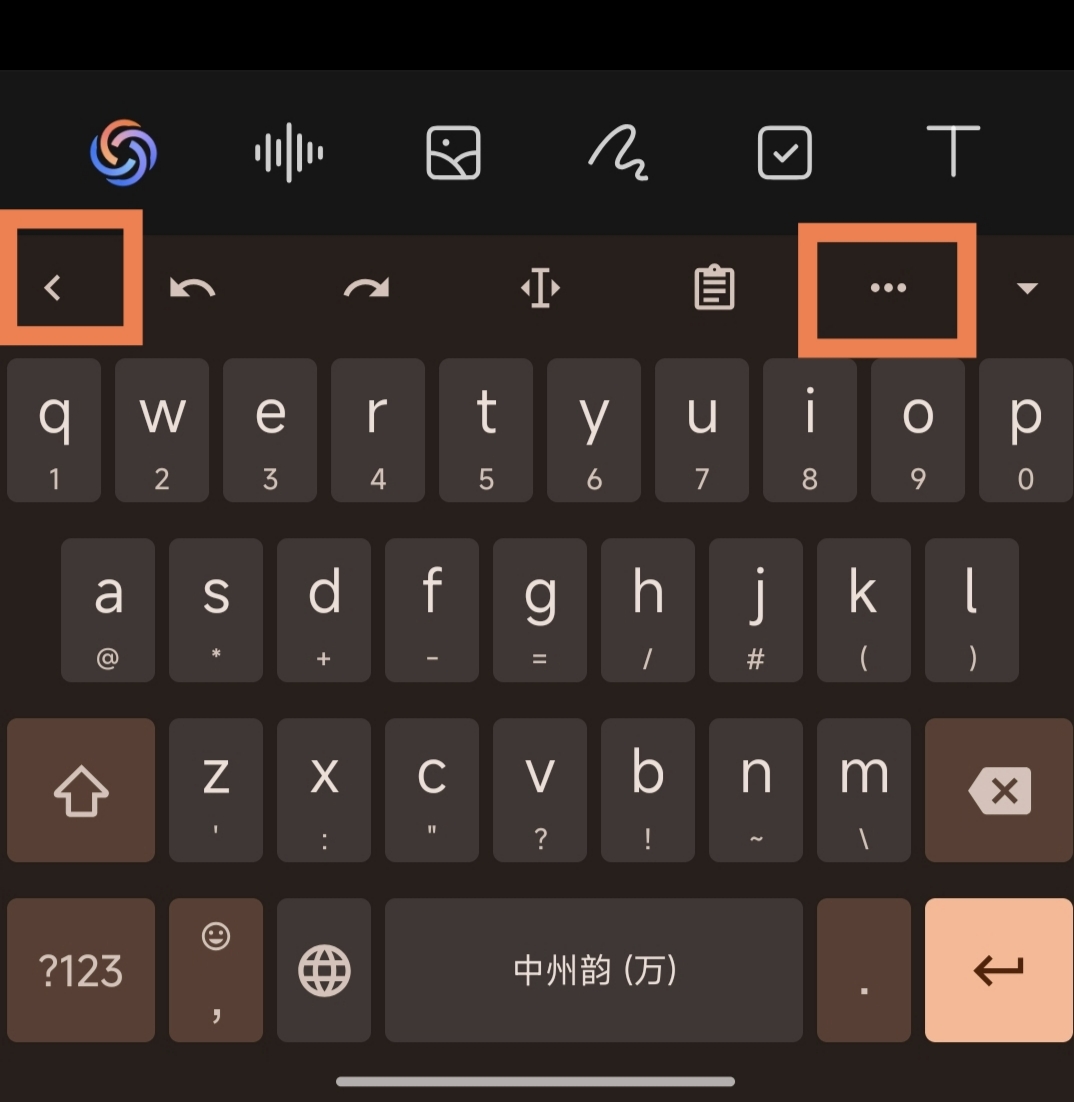 q w e r t y u i o p
1 2 3 4 5 6 7 8 9 0
a s d f g h j k l
@ * + - = / # ( )
z x c v b n m
' : " ? ! ~ \
?123 , 中州韵 (万) .